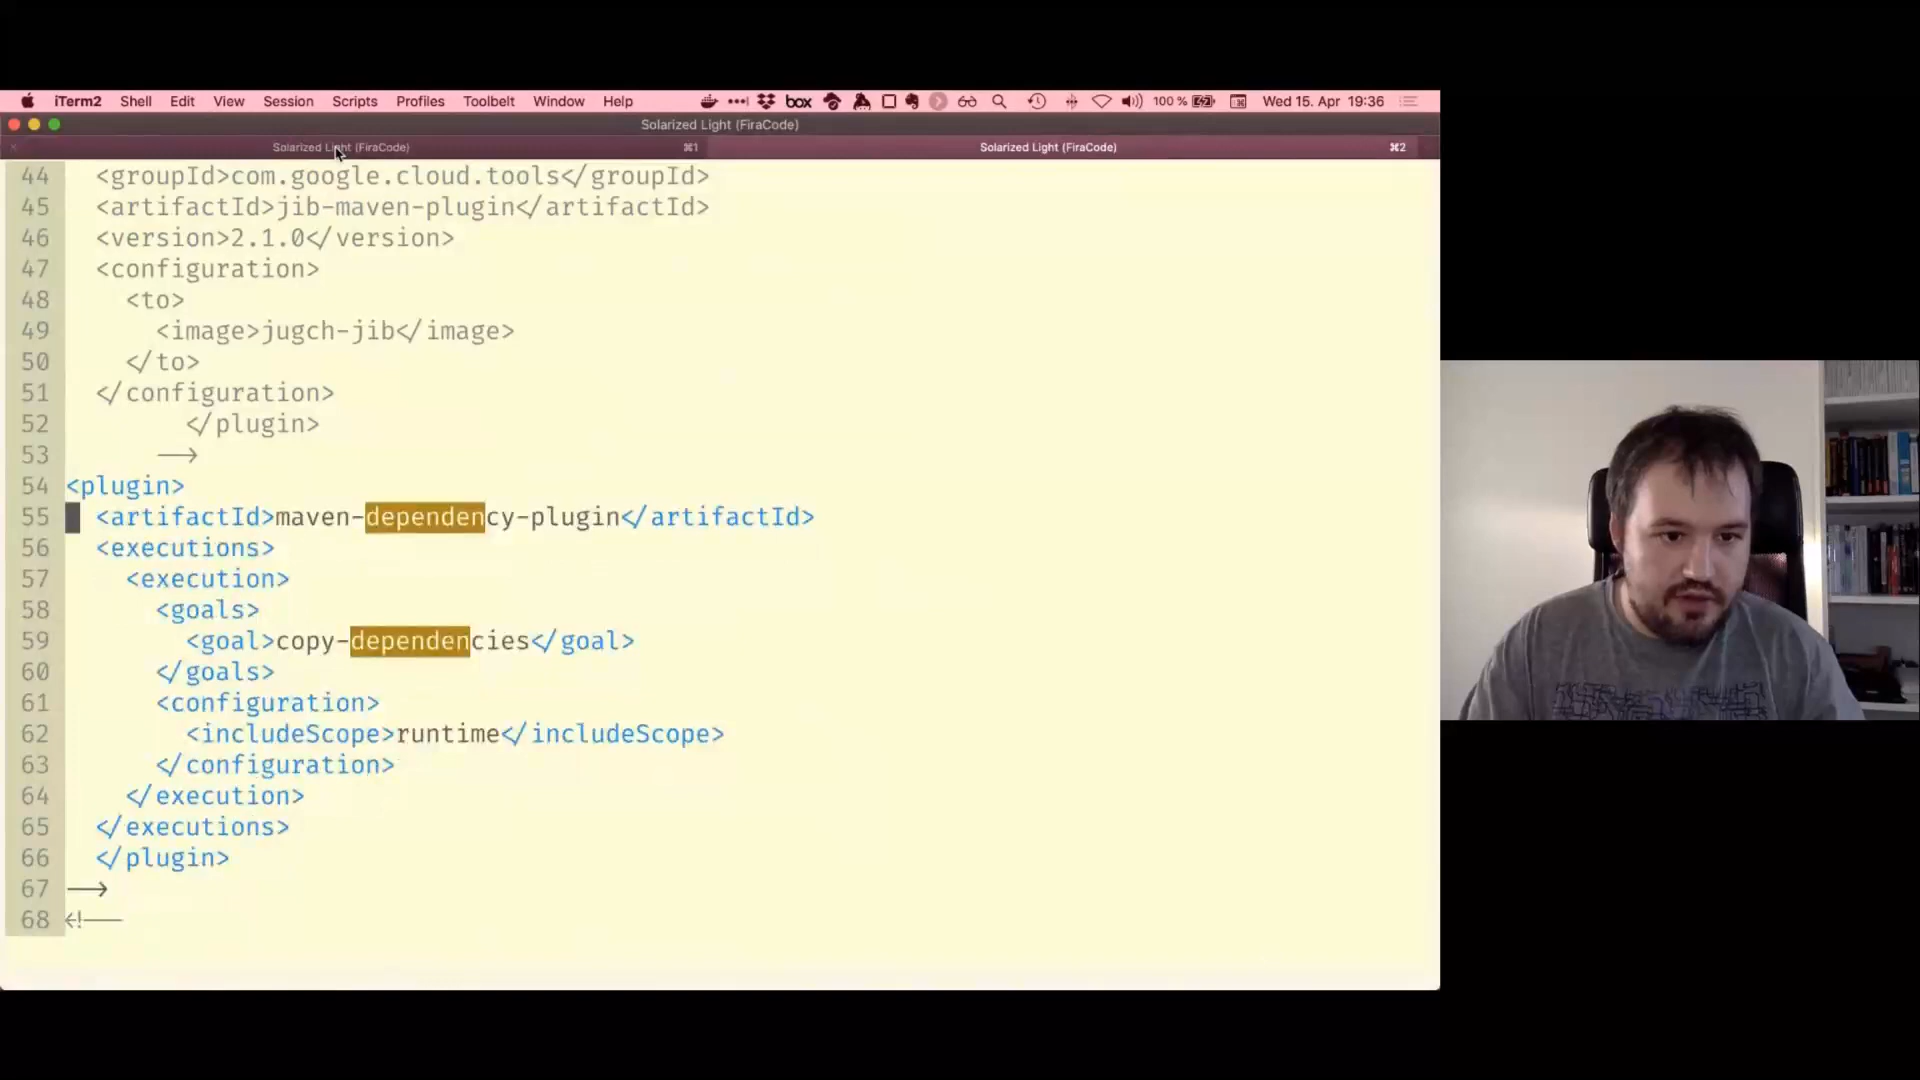 iTerm2 Shell Edit View Session Scripts Profiles Toolbelt Window Help box 100 % Wed 15. Apr 19:36
Solarized Light (FiraCode)
Solarized Light (FiraCode) ⌘1 Solarized Light (FiraCode) ⌘2
44 <groupId>com.google.cloud.tools</groupId>
45 <artifactId>jib-maven-plugin</artifactId>
46 <version>2.1.0</version>
47 <configuration>
48 <to>
49 <image>jugch-jib</image>
50 </to>
51 </configuration>
52 </plugin>
53 -->
54 <plugin>
55 <artifactId>maven-dependency-plugin</artifactId>
56 <executions>
57 <execution>
58 <goals>
59 <goal>copy-dependencies</goal>
60 </goals>
61 <configuration>
62 <includeScope>runtime</includeScope>
63 </configuration>
64 </execution>
65 </executions>
66 </plugin>
67 -->
68 <!--